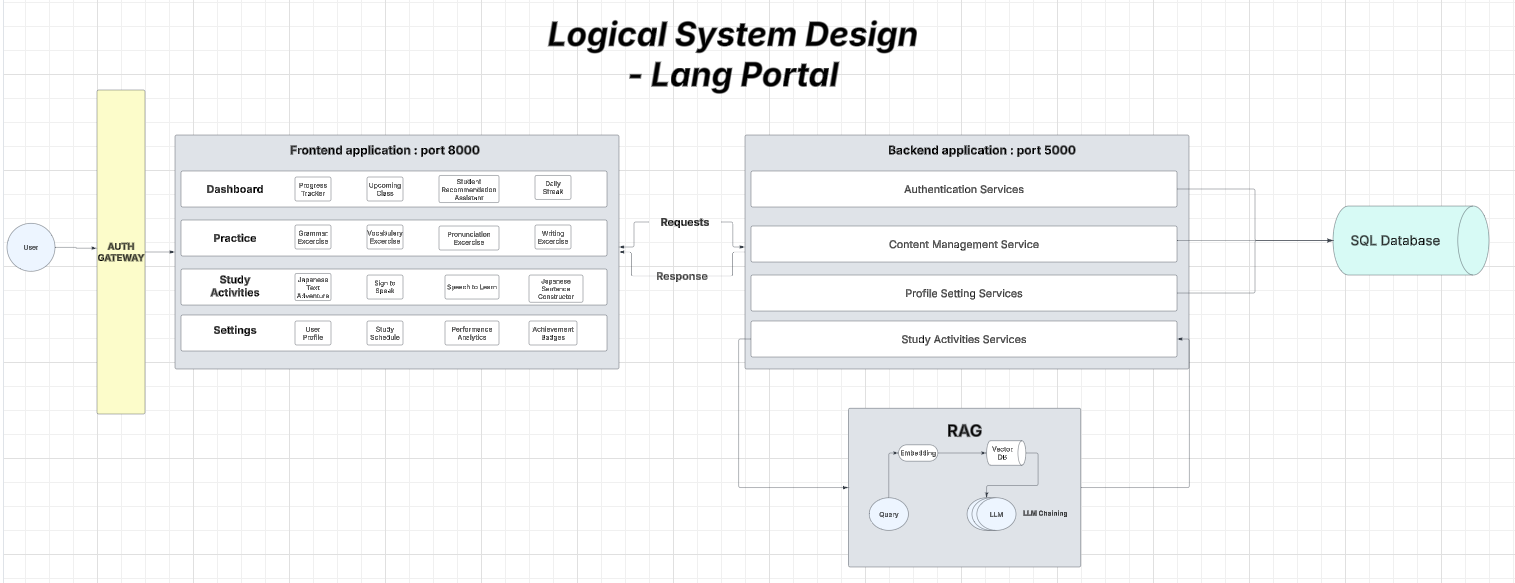 Logical System Design
- Lang Portal
User
AUTH
GATEWAY
Frontend application : port 8000
Dashboard
Progress
Tracker
Upcoming
Class
Student
Recommendation
Assistant
Daily
Streak
Practice
Grammar
Excercise
Vocabulary
Excercise
Pronunciation
Excercise
Writing
Excercise
Study
Activities
Japanese
Text
Adventure
Sign to
Speak
Speech to Learn
Japanese
Sentence
Constructor
Settings
User
Profile
Study
Schedule
Performance
Analytics
Achievement
Badges
Requests
Response
Backend application : port 5000
Authentication Services
Content Management Service
Profile Setting Services
Study Activities Services
SQL Database
RAG
Embedding
Vector
DB
Query
LLM
LLM Chaining